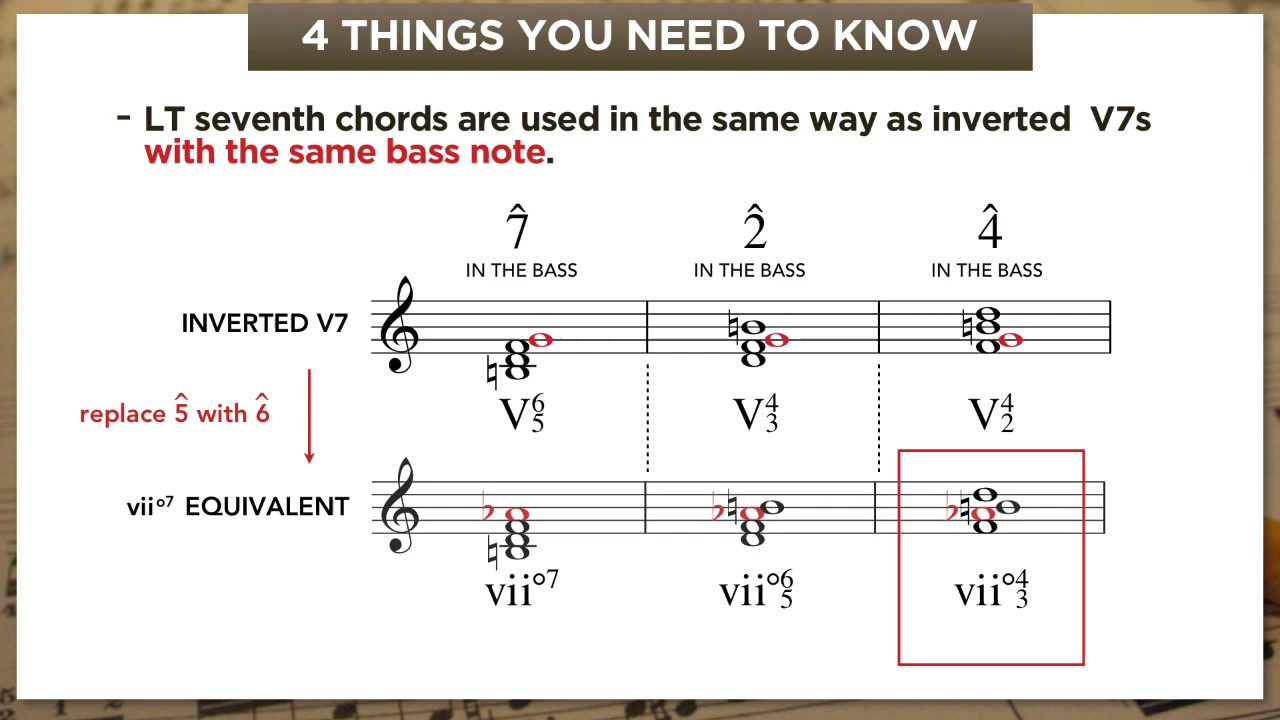 4 THINGS YOU NEED TO KNOW
- LT seventh chords are used in the same way as inverted V7s
with the same bass note.
7̂ 2̂ 4̂
IN THE BASS IN THE BASS IN THE BASS
INVERTED V7
replace 5̂ with 6̂
V6/5 V4/3 V4/2
vii°7 EQUIVALENT
vii°7 vii°6/5 vii°4/3